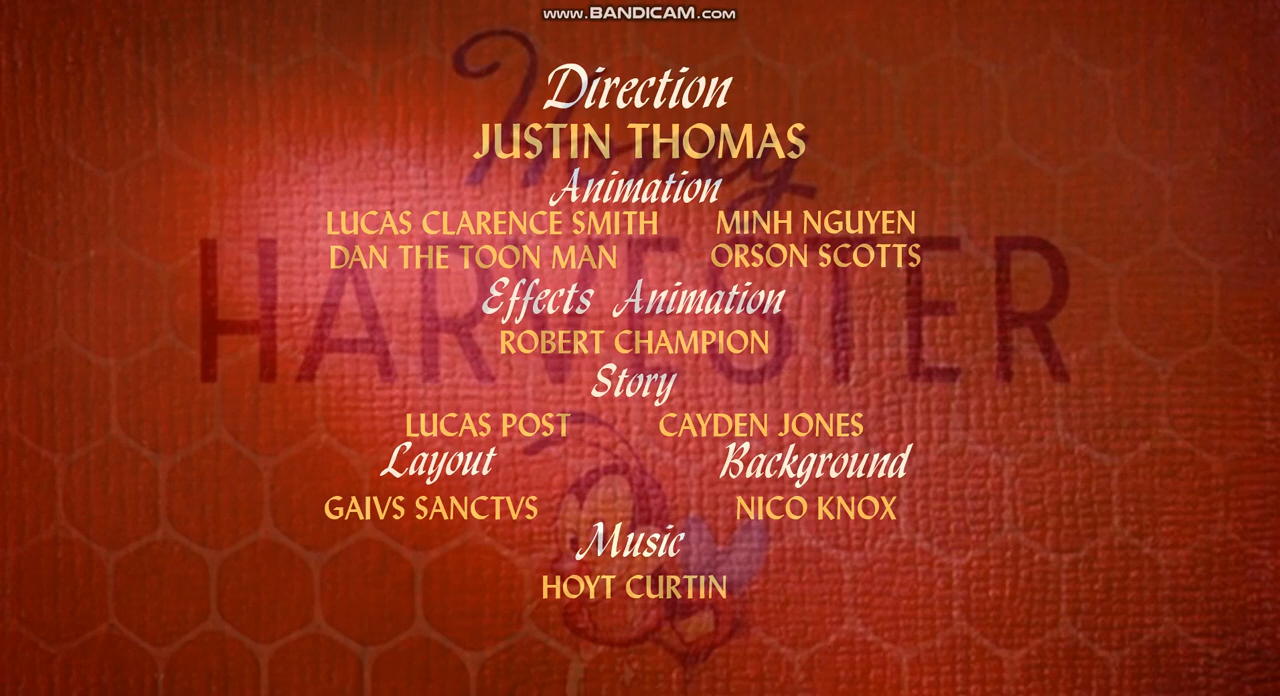 www.BANDICAM.com
Direction
JUSTIN THOMAS
Animation
LUCAS CLARENCE SMITH MINH NGUYEN
DAN THE TOON MAN ORSON SCOTTS
Effects Animation
ROBERT CHAMPION
Story
LUCAS POST CAYDEN JONES
Layout Background
GAIVS SANCTVS NICO KNOX
Music
HOYT CURTIN
HARVESTER